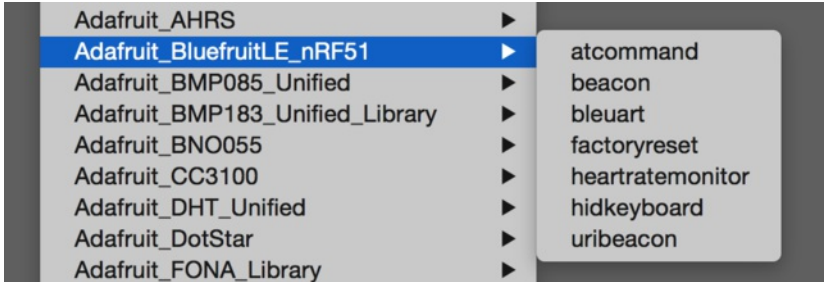 Adafruit_AHRS
Adafruit_BluefruitLE_nRF51
Adafruit_BMP085_Unified
Adafruit_BMP183_Unified_Library
Adafruit_BNO055
Adafruit_CC3100
Adafruit_DHT_Unified
Adafruit_DotStar
Adafruit_FONA_Library
atcommand
beacon
bleuart
factoryreset
heartratemonitor
hidkeyboard
uribeacon